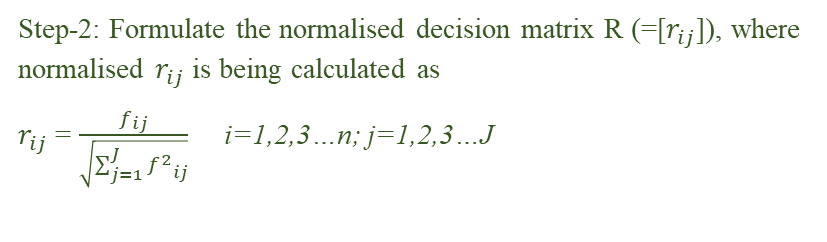 Step-2: Formulate the normalised decision matrix R (=[r_{ij}]), where
normalised r_{ij} is being calculated as
r_{ij} = \frac{f_{ij}}{\sqrt{\sum_{j=1}^{J} f^2_{ij}}} i=1,2,3...n; j=1,2,3...J